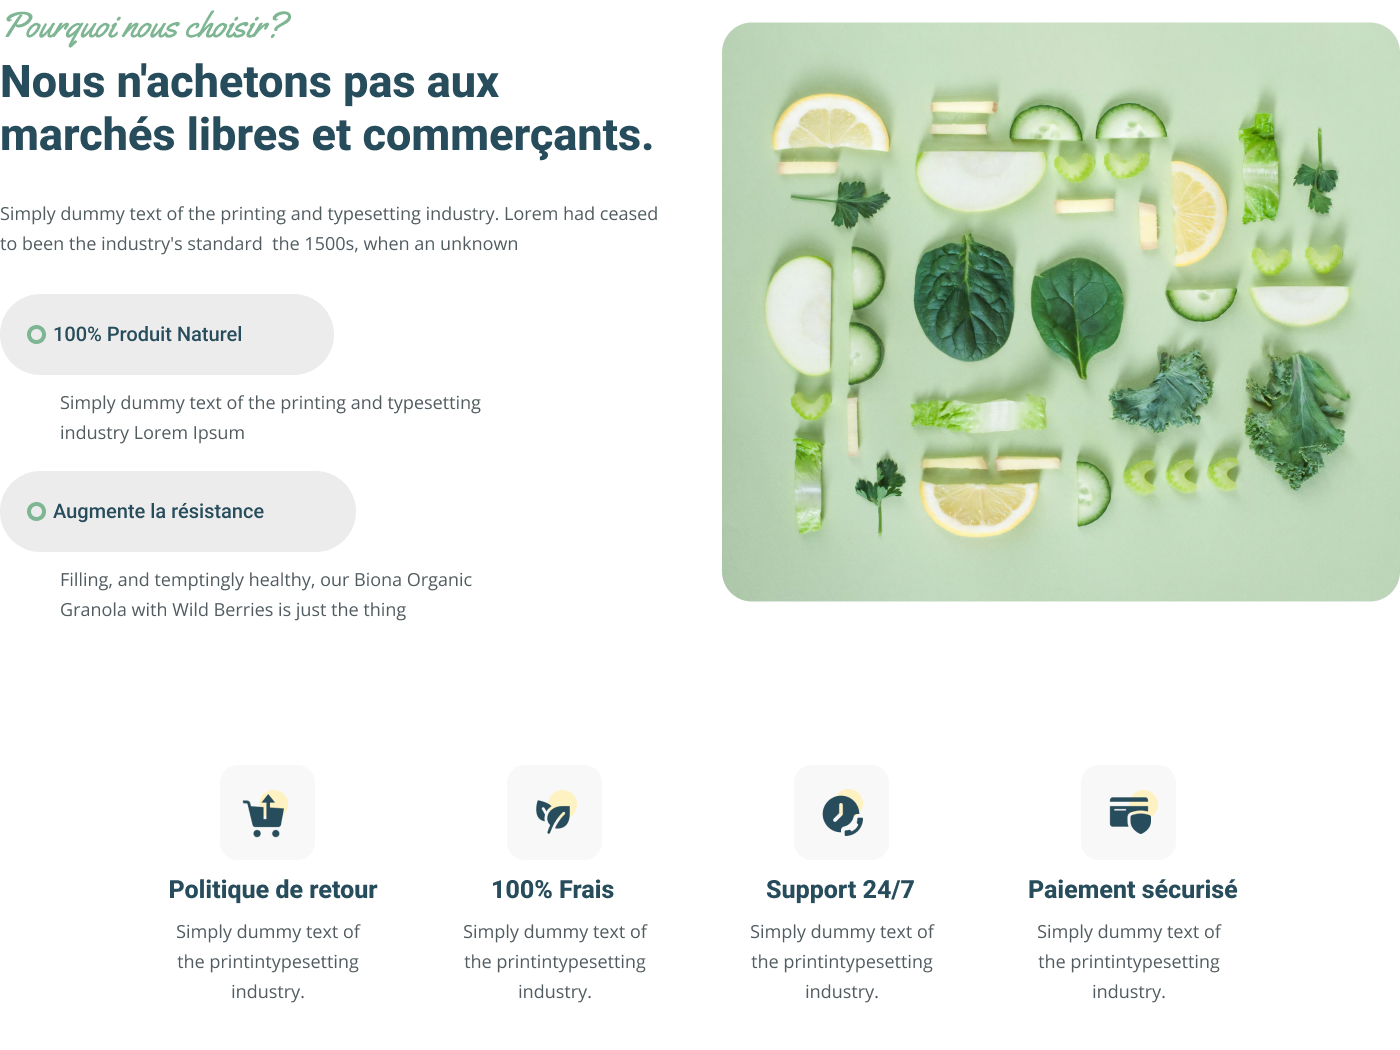 Pourquoi nous choisir?
Nous n'achetons pas aux
marchés libres et commerçants.
Simply dummy text of the printing and typesetting industry. Lorem had ceased
to been the industry's standard  the 1500s, when an unknown
100% Produit Naturel
Simply dummy text of the printing and typesetting
industry Lorem Ipsum
Augmente la résistance
Filling, and temptingly healthy, our Biona Organic
Granola with Wild Berries is just the thing
Politique de retour
Simply dummy text of
the printintypesetting
industry.
100% Frais
Simply dummy text of
the printintypesetting
industry.
Support 24/7
Simply dummy text of
the printintypesetting
industry.
Paiement sécurisé
Simply dummy text of
the printintypesetting
industry.